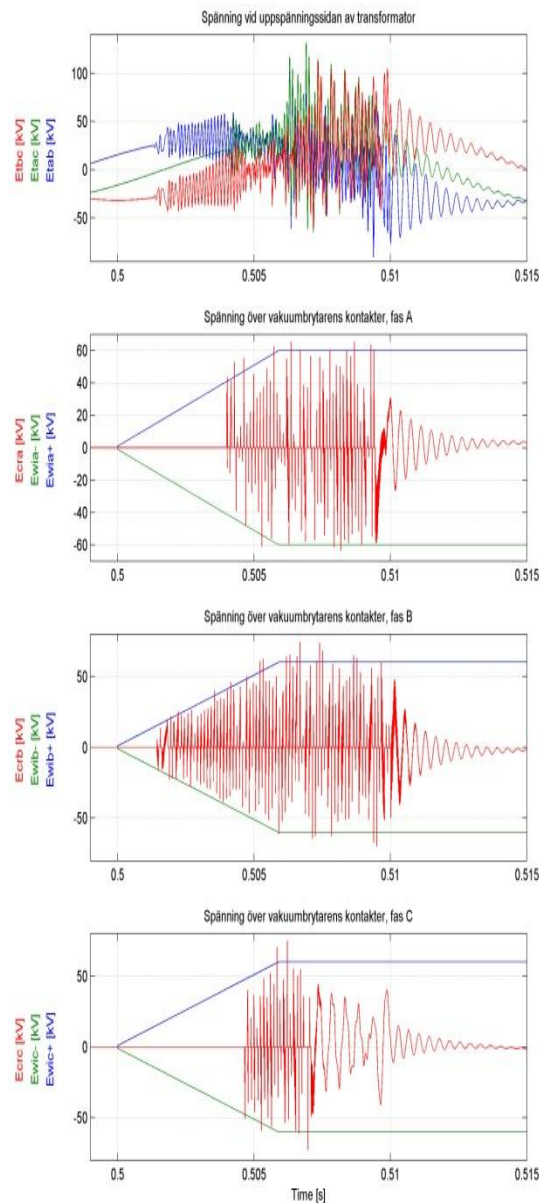 Spänning vid uppspänningssidan av transformator
Etbc [kV]
Etac [kV]
Etab [kV]
100
50
0
-50
0.5 0.505 0.51 0.515
Spänning över vakuumbrytarens kontakter, fas A
Ecra [kV]
Ewia- [kV]
Ewia+ [kV]
60
40
20
0
-20
-40
-60
0.5 0.505 0.51 0.515
Spänning över vakuumbrytarens kontakter, fas B
Ecrb [kV]
Ewib- [kV]
Ewib+ [kV]
50
0
-50
0.5 0.505 0.51 0.515
Spänning över vakuumbrytarens kontakter, fas C
Ecrc [kV]
Ewic- [kV]
Ewic+ [kV]
50
0
-50
0.5 0.505 0.51 0.515
Time [s]